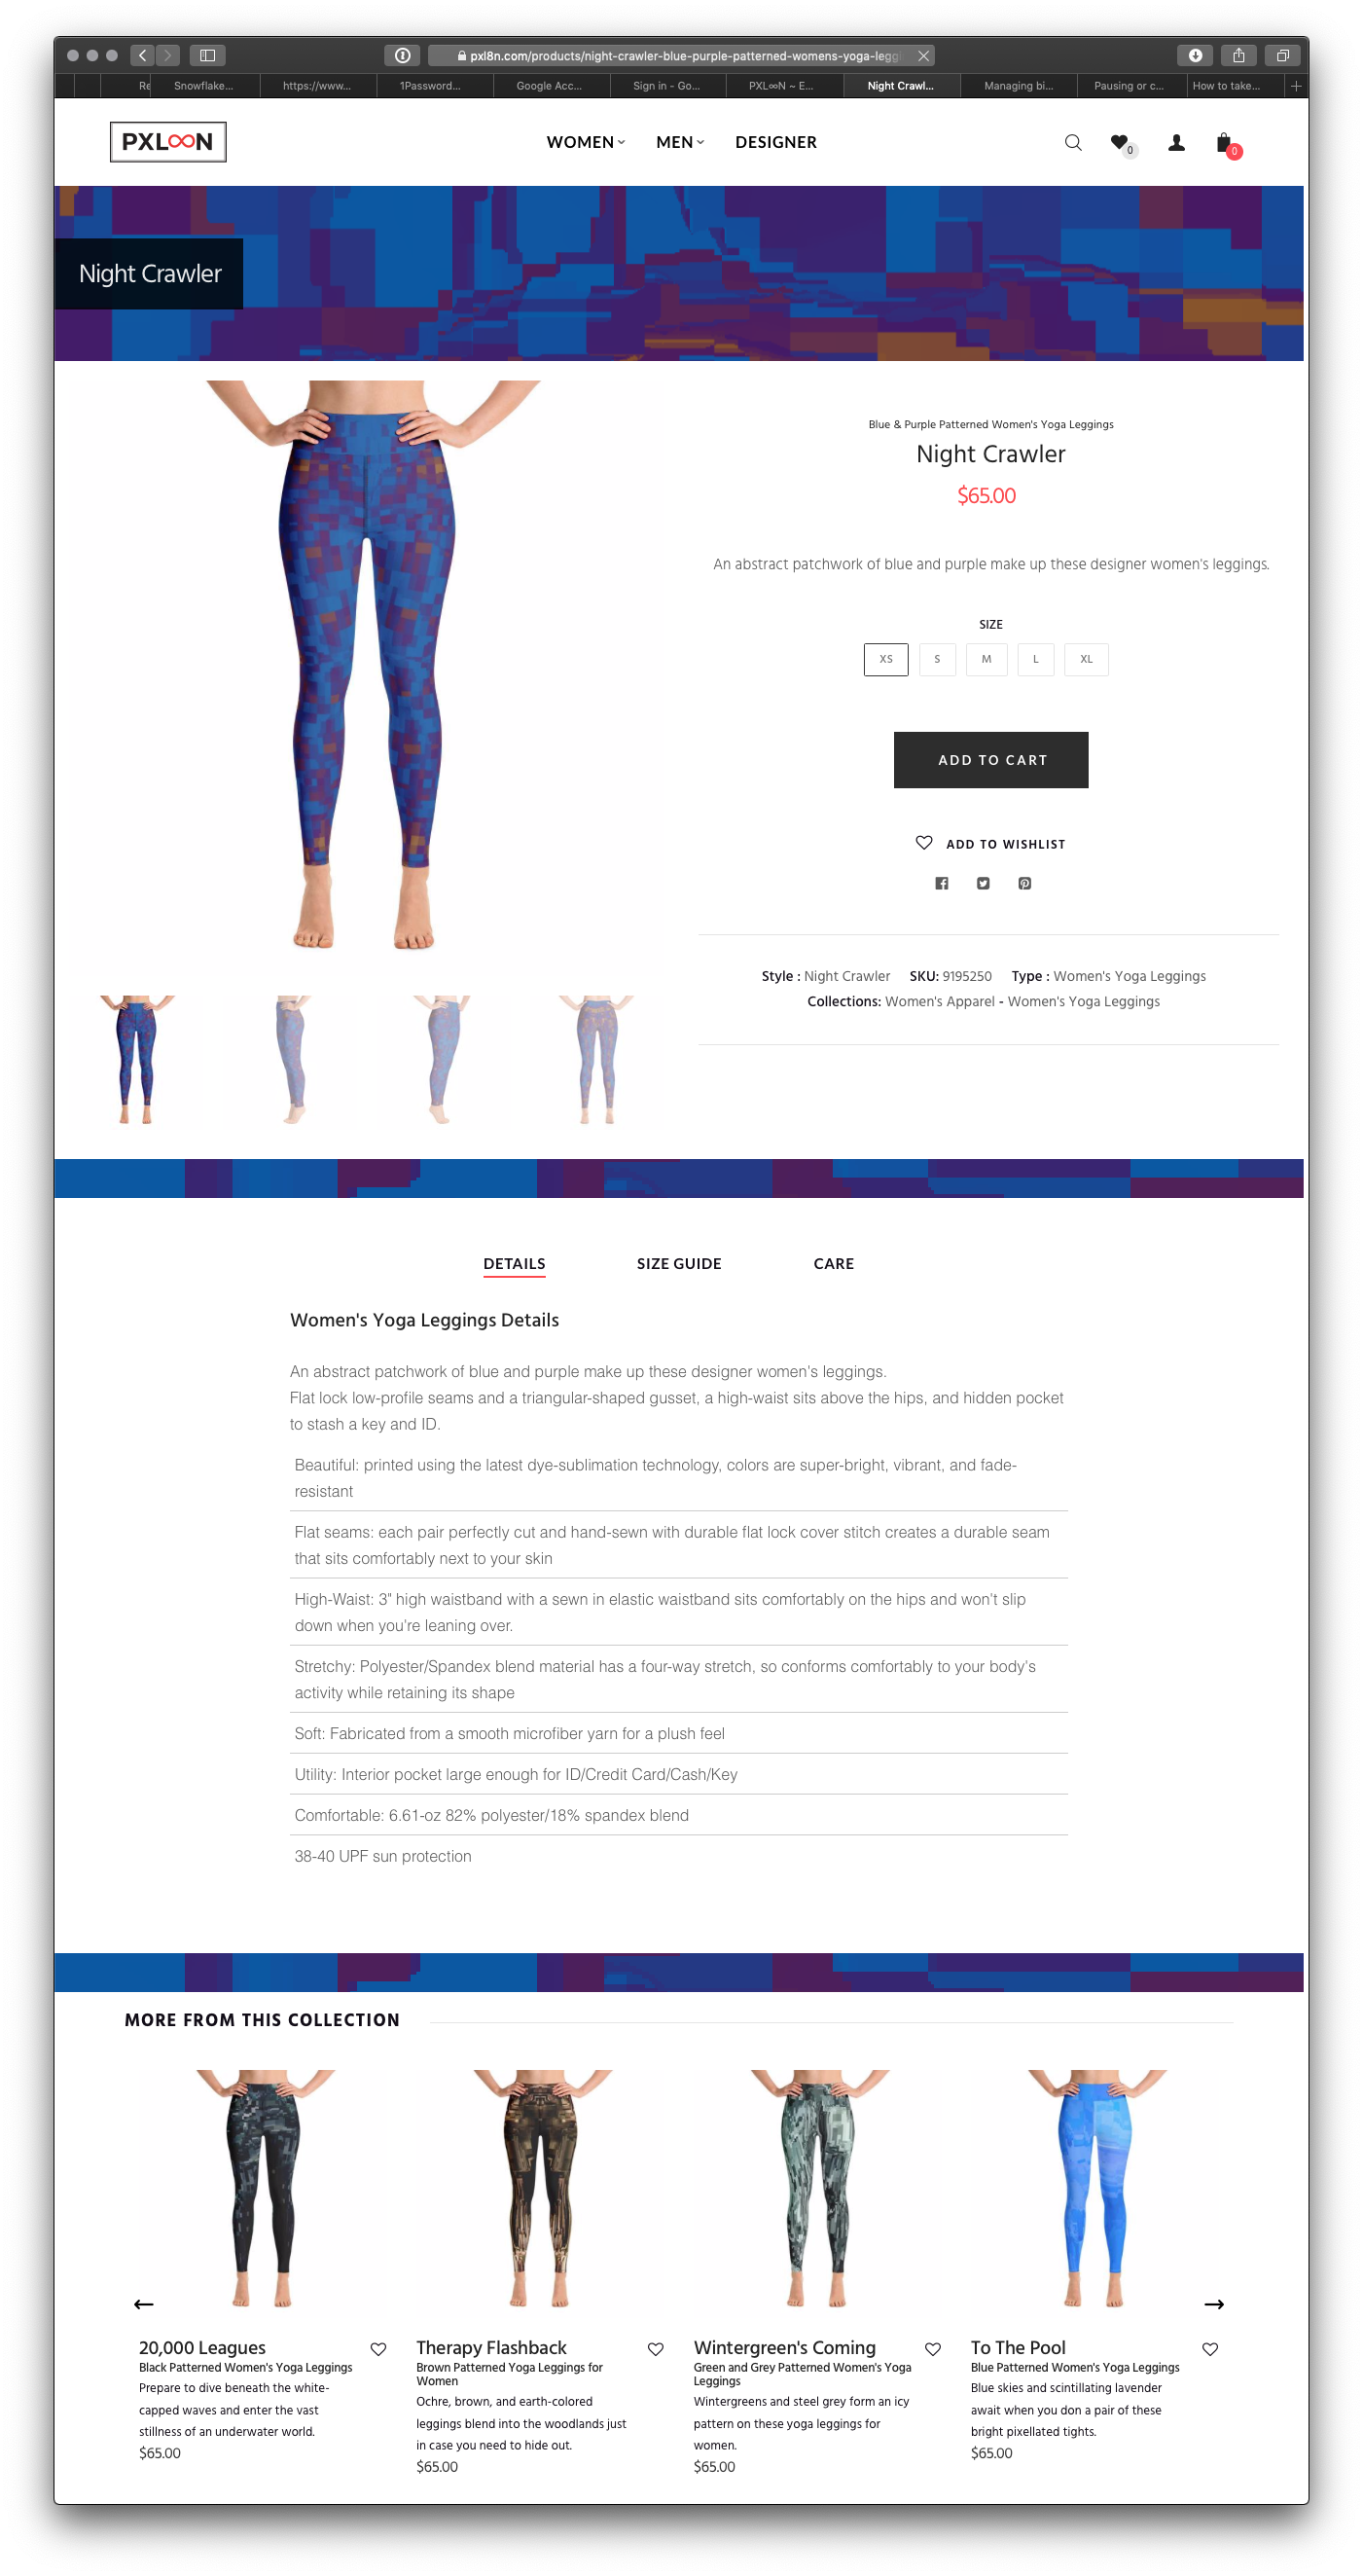 pxl8n.com/products/night-crawler-blue-purple-patterned-womens-yoga-leggi
Re
Snowflake...
https://www...
1Password...
Google Acc...
Sign in - Go...
PXL∞N ~ E...
Night Crawl...
Managing bi...
Pausing or c...
How to take...
PXL∞N
WOMEN
MEN
DESIGNER
0
0
Night Crawler
Blue & Purple Patterned Women's Yoga Leggings
Night Crawler
$65.00
An abstract patchwork of blue and purple make up these designer women's leggings.
SIZE
XS S M L XL
ADD TO CART
ADD TO WISHLIST
Style : Night Crawler SKU: 9195250 Type : Women's Yoga Leggings
Collections: Women's Apparel - Women's Yoga Leggings
DETAILS SIZE GUIDE CARE
Women's Yoga Leggings Details
An abstract patchwork of blue and purple make up these designer women's leggings.
Flat lock low-profile seams and a triangular-shaped gusset, a high-waist sits above the hips, and hidden pocket
to stash a key and ID.
Beautiful: printed using the latest dye-sublimation technology, colors are super-bright, vibrant, and fade-
resistant
Flat seams: each pair perfectly cut and hand-sewn with durable flat lock cover stitch creates a durable seam
that sits comfortably next to your skin
High-Waist: 3" high waistband with a sewn in elastic waistband sits comfortably on the hips and won't slip
down when you're leaning over.
Stretchy: Polyester/Spandex blend material has a four-way stretch, so conforms comfortably to your body's
activity while retaining its shape
Soft: Fabricated from a smooth microfiber yarn for a plush feel
Utility: Interior pocket large enough for ID/Credit Card/Cash/Key
Comfortable: 6.61-oz 82% polyester/18% spandex blend
38-40 UPF sun protection
MORE FROM THIS COLLECTION
20,000 Leagues
Black Patterned Women's Yoga Leggings
Prepare to dive beneath the white-
capped waves and enter the vast
stillness of an underwater world.
$65.00
Therapy Flashback
Brown Patterned Yoga Leggings for
Women
Ochre, brown, and earth-colored
leggings blend into the woodlands just
in case you need to hide out.
$65.00
Wintergreen's Coming
Green and Grey Patterned Women's Yoga
Leggings
Wintergreens and steel grey form an icy
pattern on these yoga leggings for
women.
$65.00
To The Pool
Blue Patterned Women's Yoga Leggings
Blue skies and scintillating lavender
await when you don a pair of these
bright pixellated tights.
$65.00